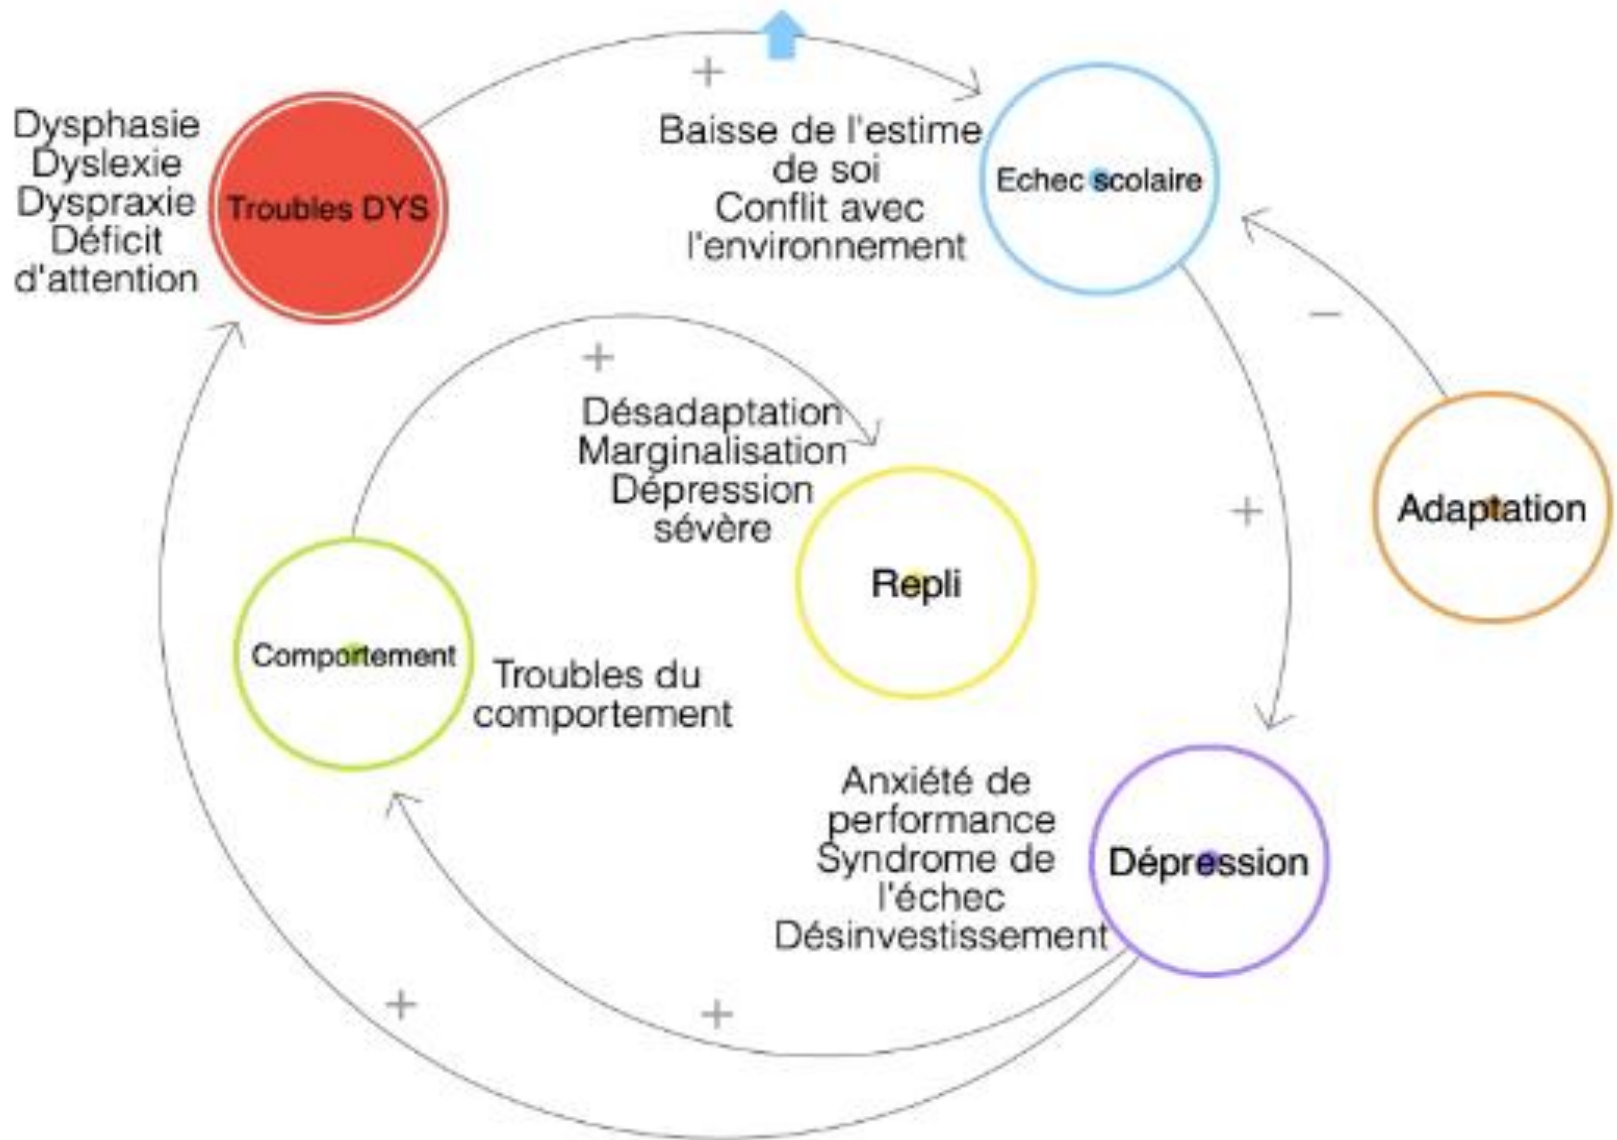 +
Dysphasie
Dyslexie
Dyspraxie
Déficit
d'attention
Troubles DYS
Baisse de l'estime
de soi
Conflit avec
l'environnement
Echec scolaire
−
+
Désadaptation
Marginalisation
Dépression
sévère
+
Adaptation
Repli
Comportement
Troubles du
comportement
Anxiété de
performance
Syndrome de
l'échec
Désinvestissement
Dépression
+
+